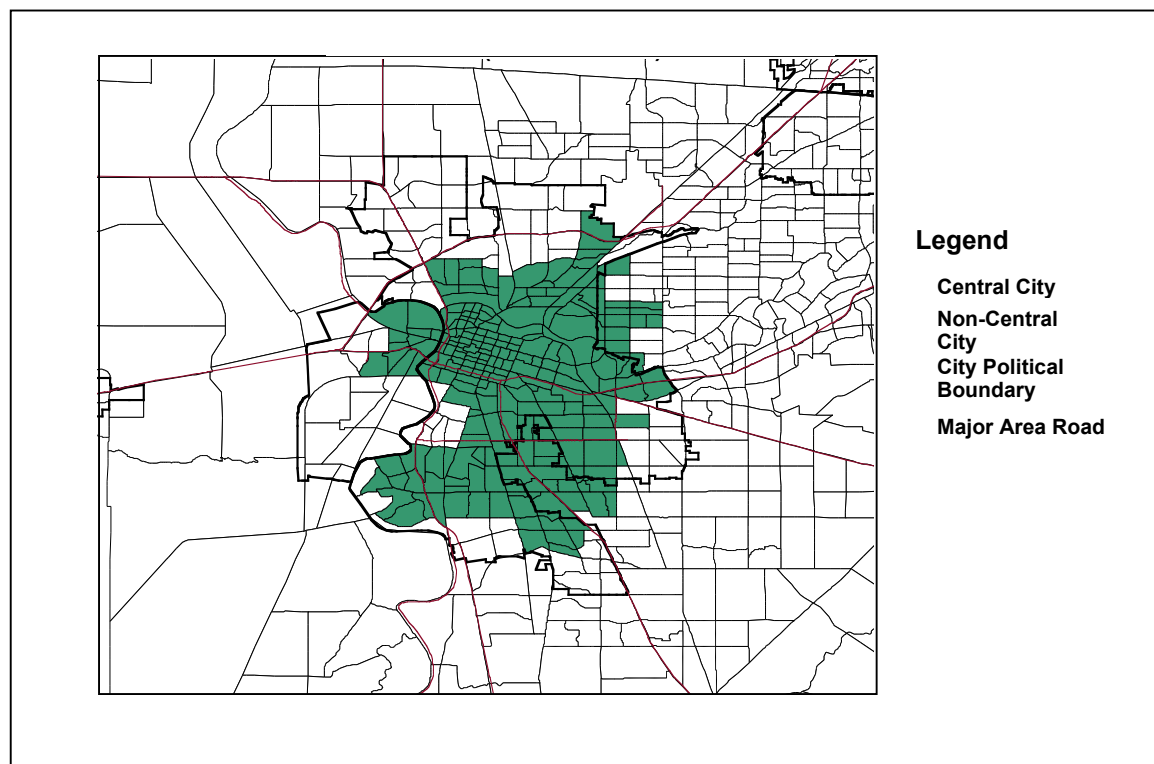 Legend
Central City
Non-Central
City
City Political
Boundary
Major Area Road